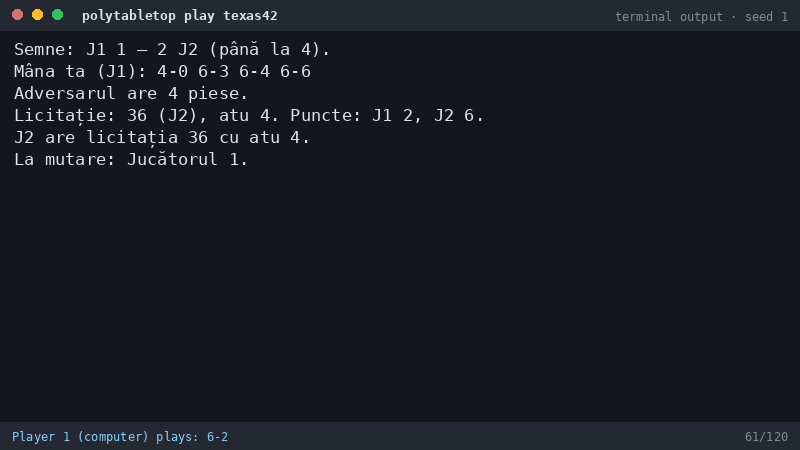 polytabletop play texas42
terminal output · seed 1
Semne: J1 1 — 2 J2 (până la 4).
Mâna ta (J1): 4-0 6-3 6-4 6-6
Adversarul are 4 piese.
Licitație: 36 (J2), atu 4. Puncte: J1 2, J2 6.
J2 are licitația 36 cu atu 4.
La mutare: Jucătorul 1.
Player 1 (computer) plays: 6-2
61/120